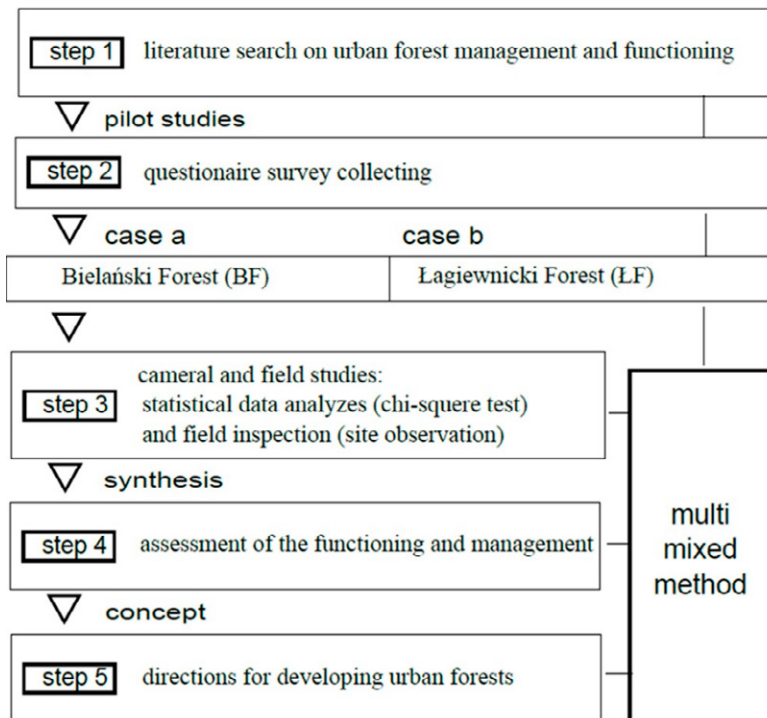 step 1 literature search on urban forest management and functioning
pilot studies
step 2 questionaire survey collecting
case a case b
Bielański Forest (BF) Łagiewnicki Forest (ŁF)
cameral and field studies:
step 3 statistical data analyzes (chi-squere test)
and field inspection (site observation)
synthesis
step 4 assessment of the functioning and management
concept
step 5 directions for developing urban forests
multi
mixed
method